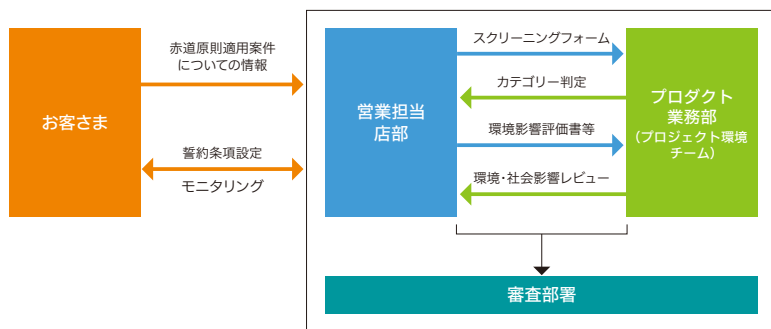 お客さま
赤道原則適用案件
についての情報
誓約条項設定
モニタリング
営業担当
店部
スクリーニングフォーム
カテゴリー判定
環境影響評価書等
環境・社会影響レビュー
プロダクト
業務部
（プロジェクト環境
チーム）
審査部署